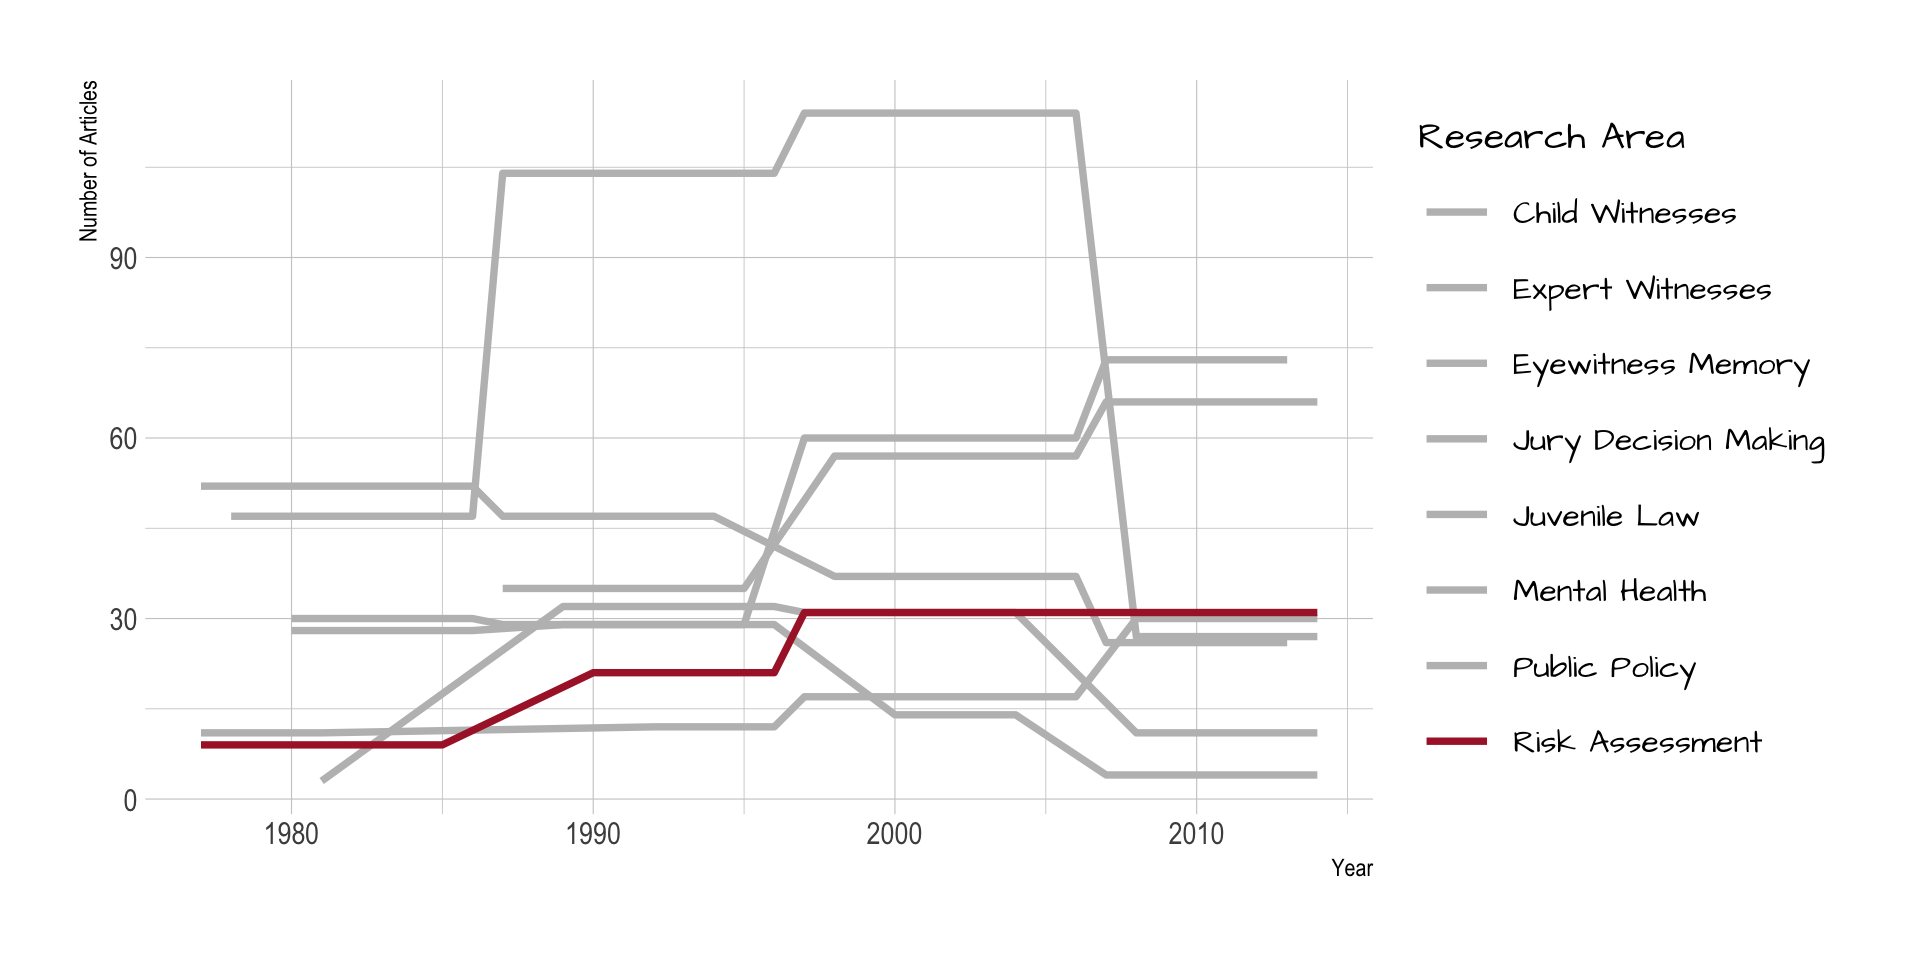 Number of Articles
90
60
30
0
1980 1990 2000 2010
Year
Research Area
Child Witnesses
Expert Witnesses
Eyewitness Memory
Jury Decision Making
Juvenile Law
Mental Health
Public Policy
Risk Assessment